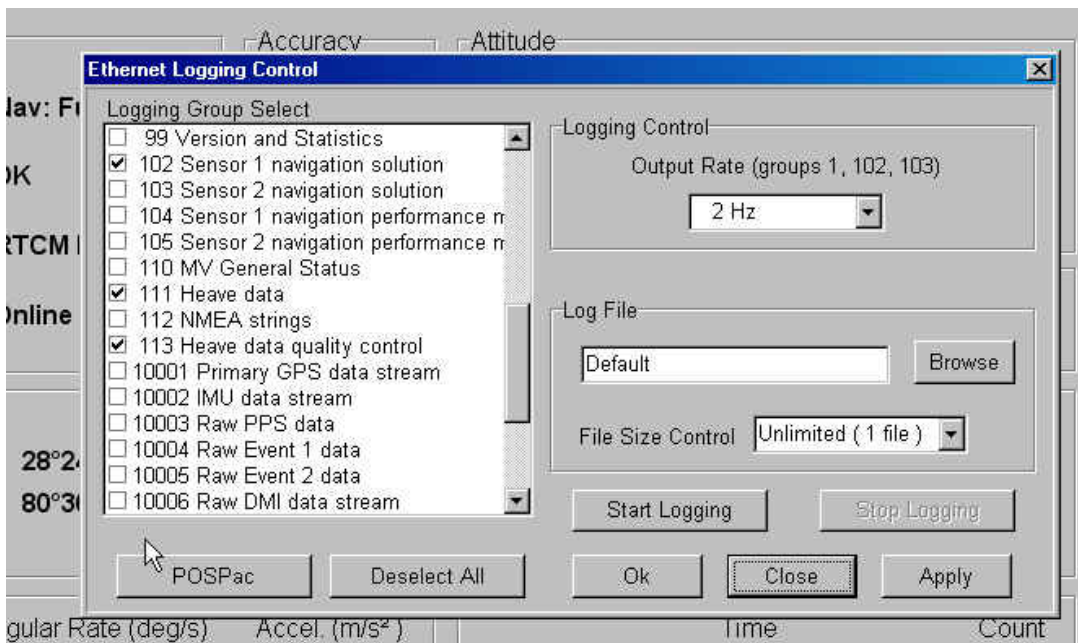 Accuracy
Attitude
Ethernet Logging Control
Nav:
OK
RTCM
Online
28°2
80°3
Logging Group Select
99 Version and Statistics
102 Sensor 1 navigation solution
103 Sensor 2 navigation solution
104 Sensor 1 navigation performance m
105 Sensor 2 navigation performance m
110 MV General Status
111 Heave data
112 NMEA strings
113 Heave data quality control
10001 Primary GPS data stream
10002 IMU data stream
10003 Raw PPS data
10004 Raw Event 1 data
10005 Raw Event 2 data
10006 Raw DMI data stream
Logging Control
Output Rate (groups 1, 102, 103)
2 Hz
Log File
Default
Browse
File Size Control
Unlimited ( 1 file )
Start Logging
Stop Logging
POSPac
Deselect All
Ok
Close
Apply
gular Rate (deg/s)
Accel. (m/s² )
Time
Count